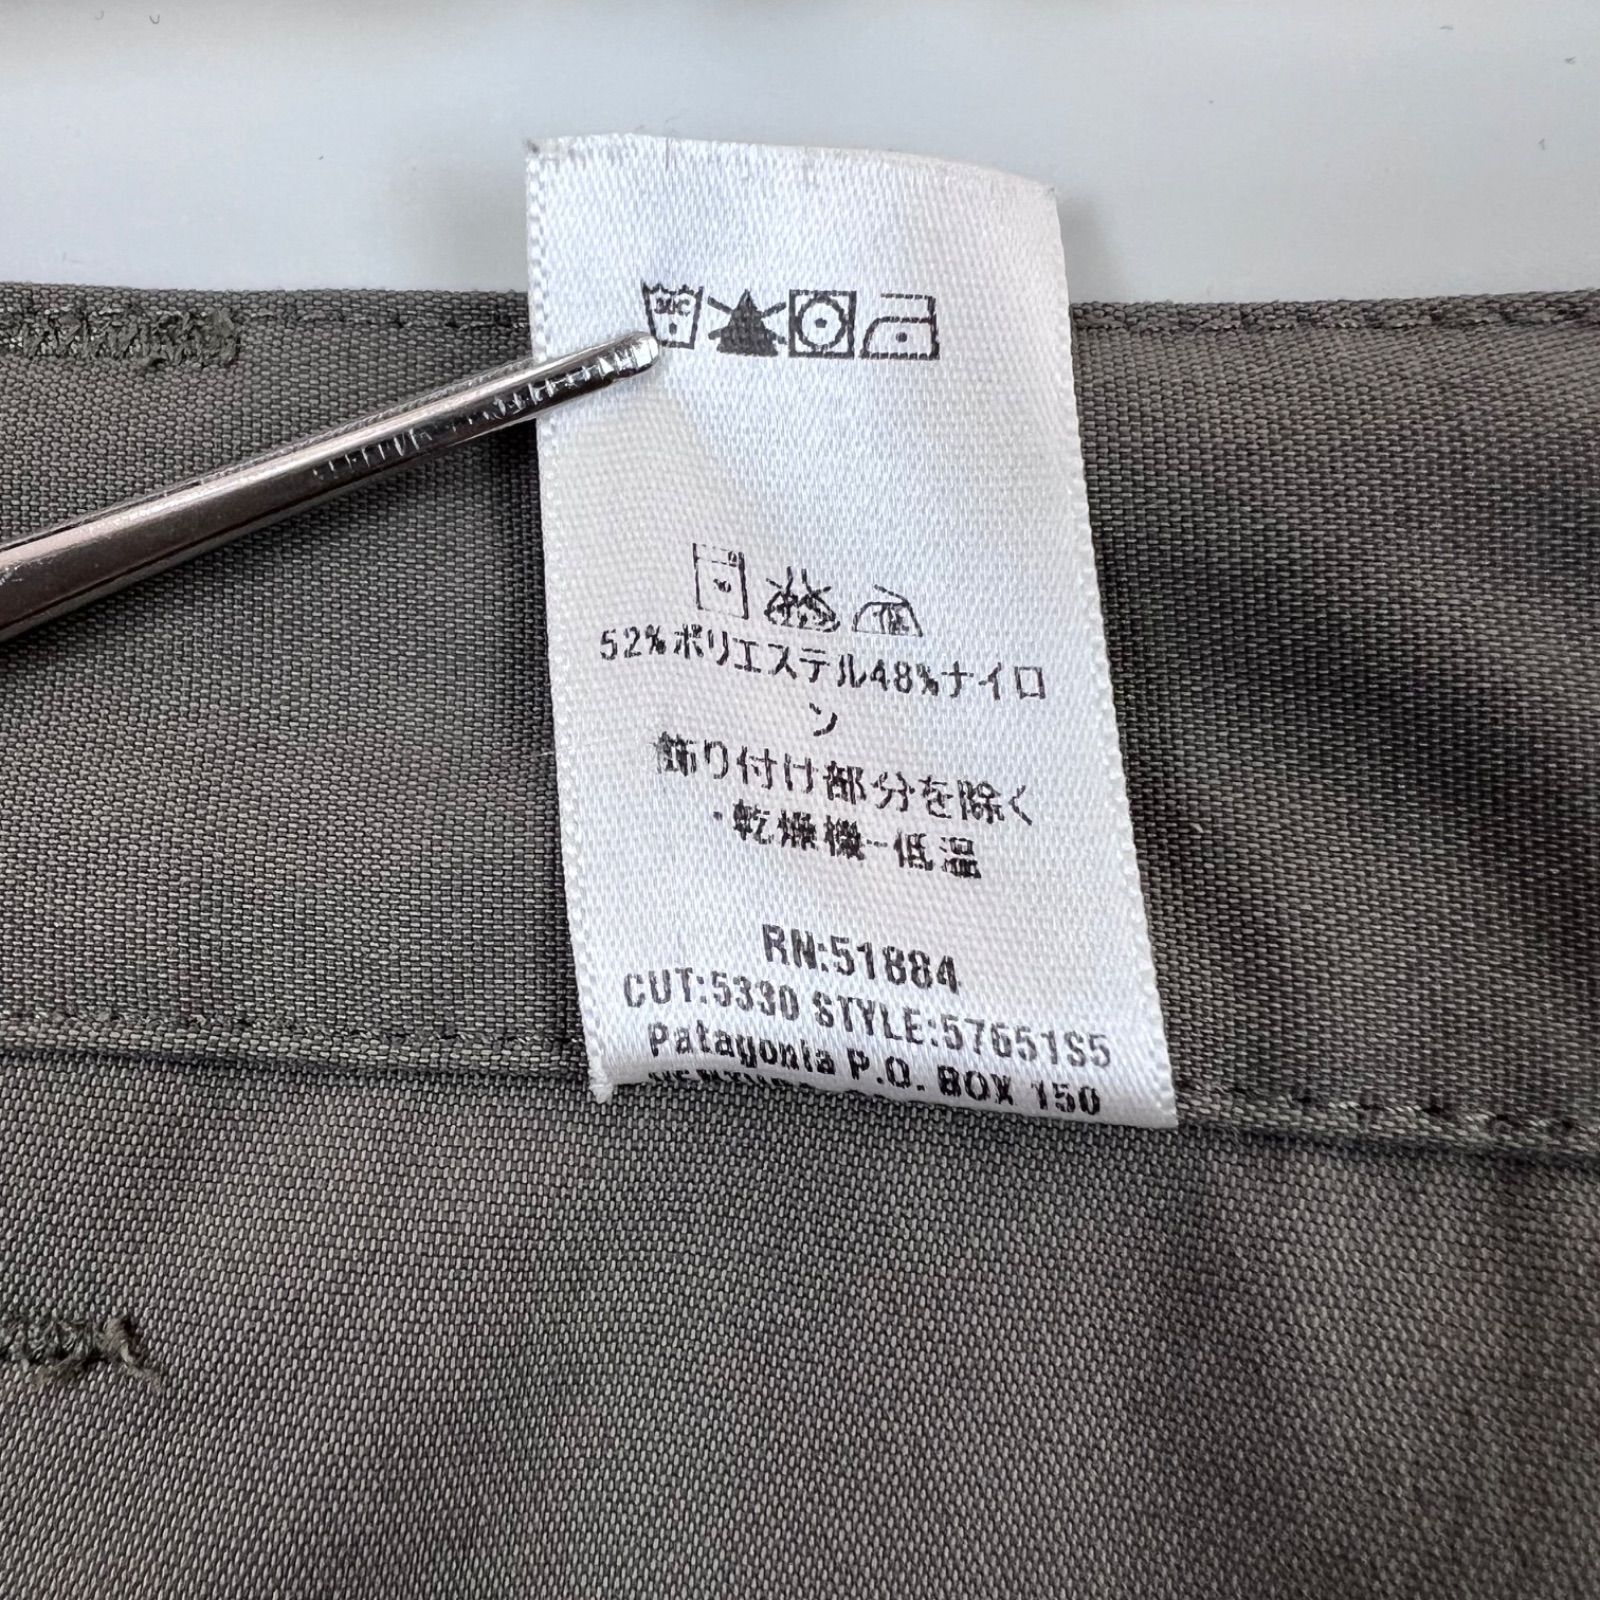 30C
52%ポリエステル48%ナイロ
ン
飾り付け部分を除く
・乾燥機-低温
RN:51884
CUT:5330 STYLE:57651S5
Patagonia P.O. BOX 150